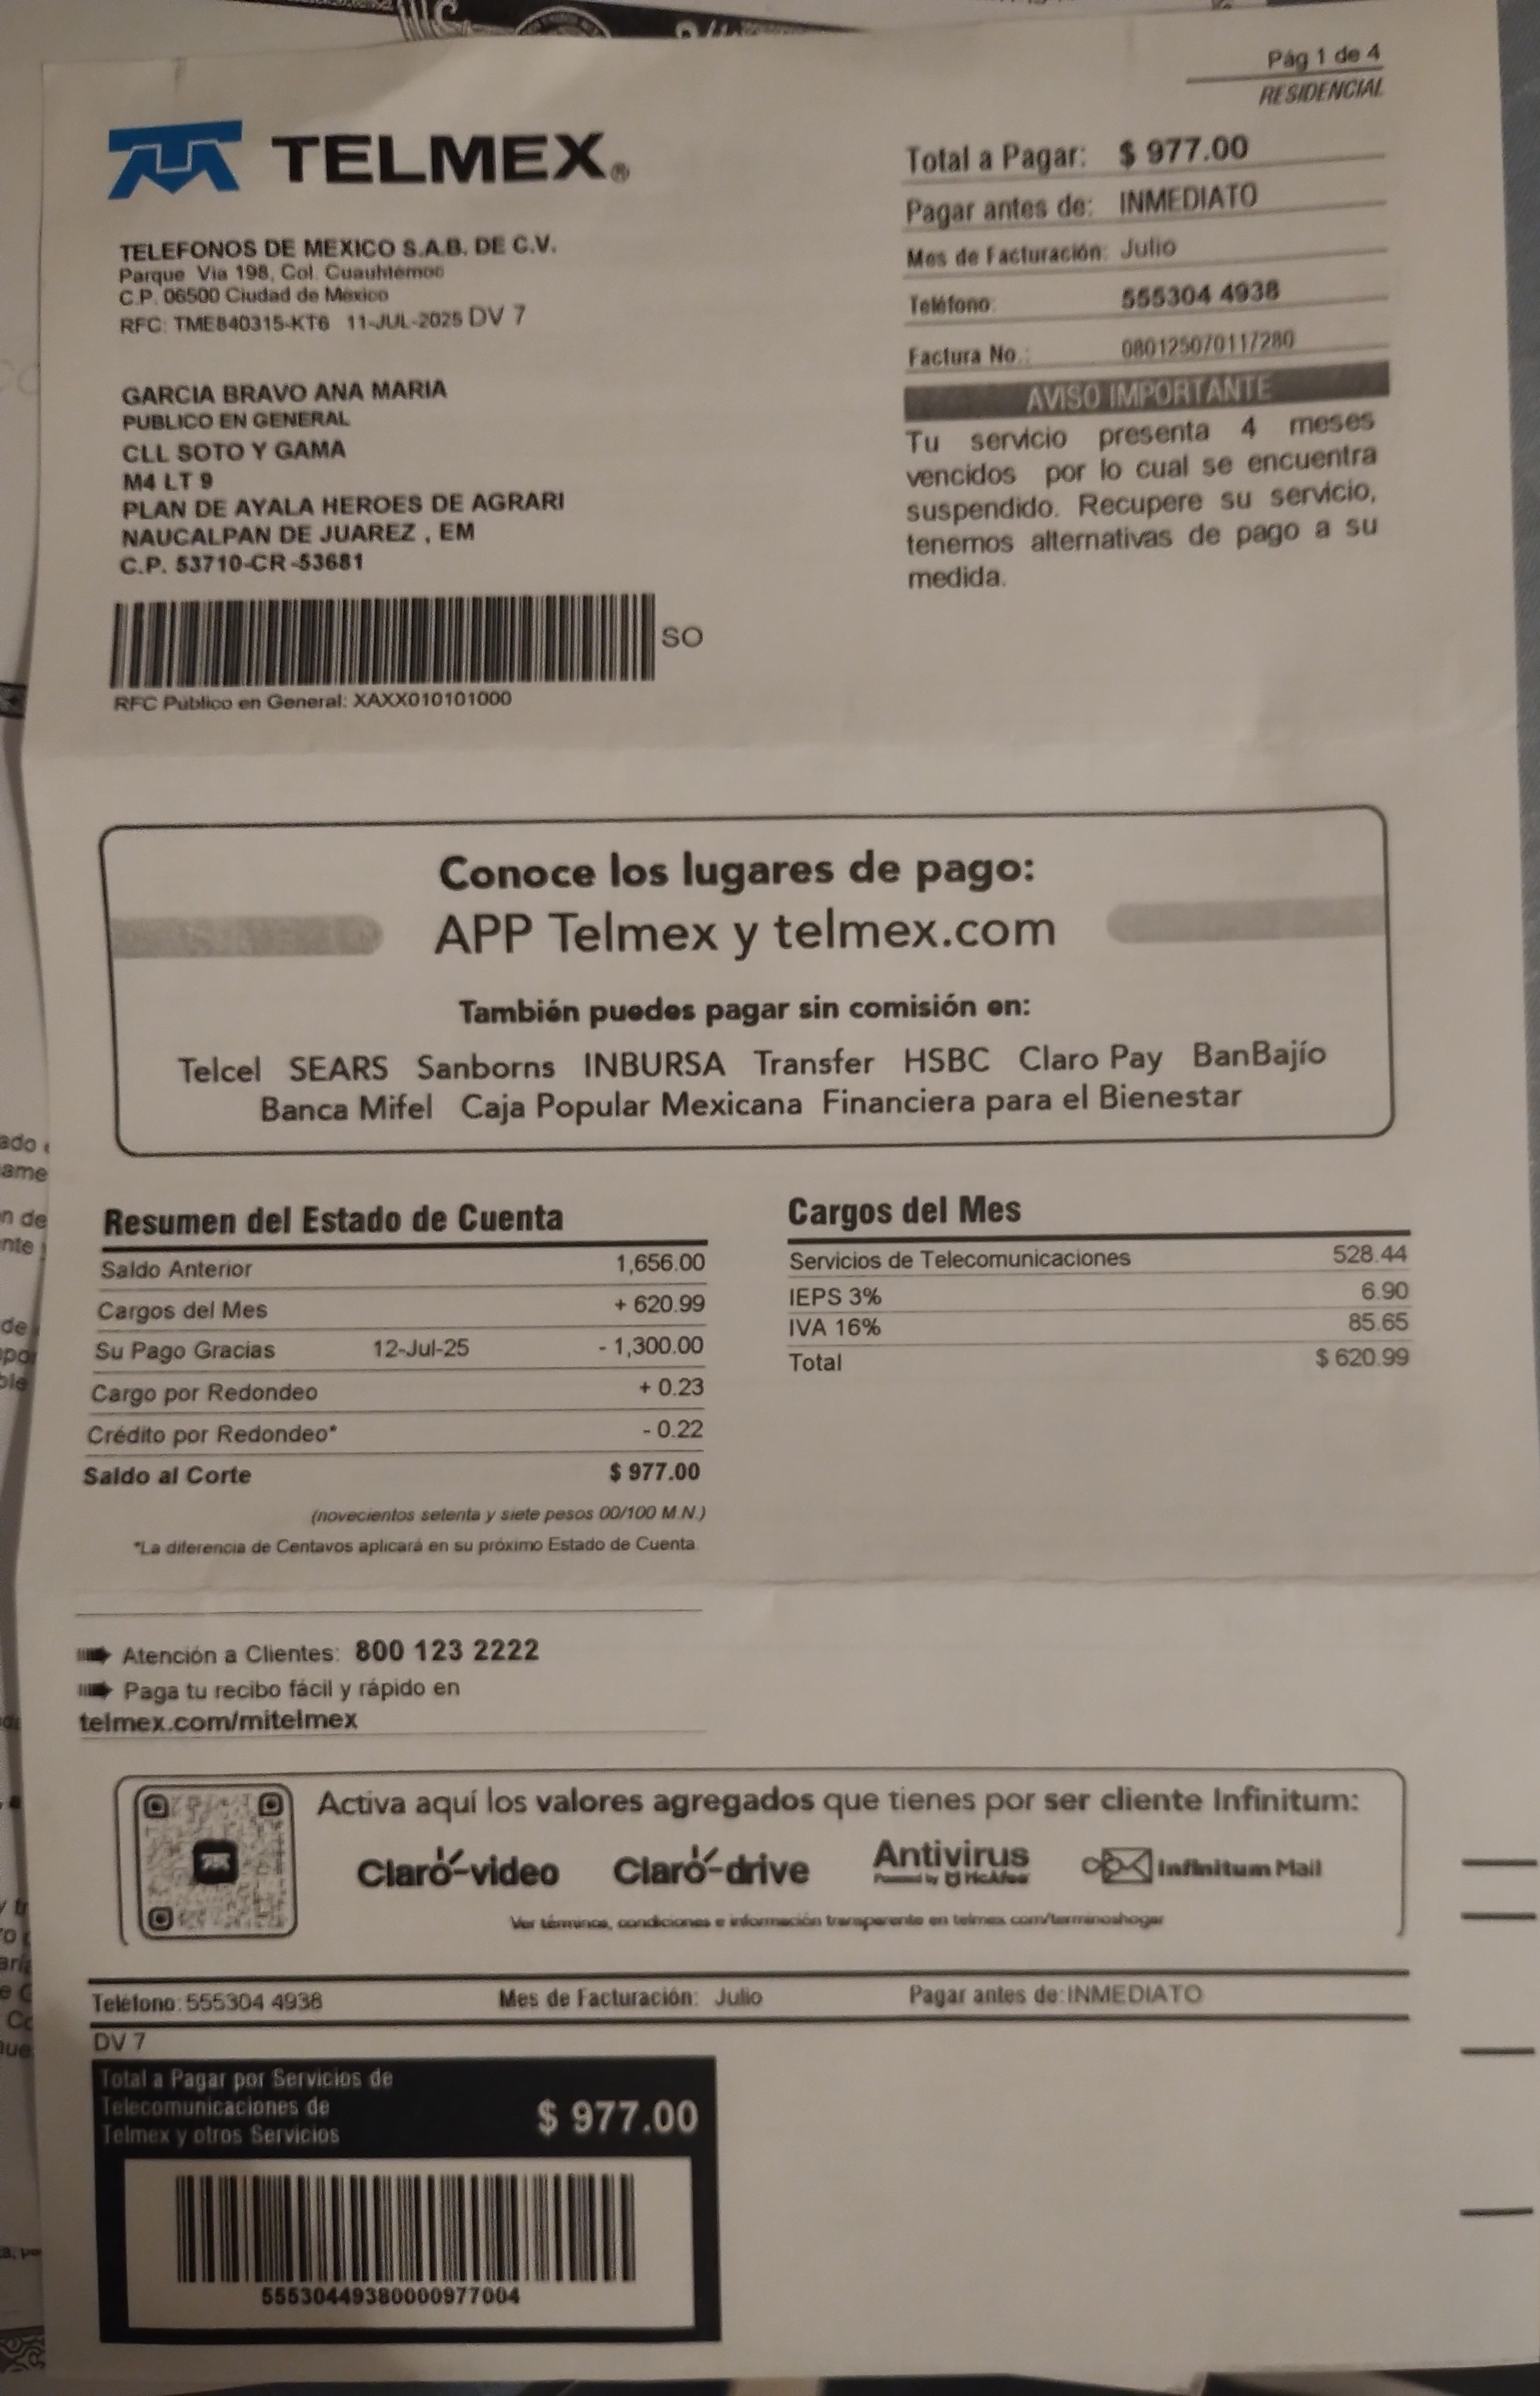 Pág 1 de 4
RESIDENCIAL
TELMEX®
TELEFONOS DE MEXICO S.A.B. DE C.V.
Parque Via 198, Col. Cuauhtémoc
C.P. 06500 Ciudad de México
RFC: TME840315-KT6 11-JUL-2025 DV 7
Total a Pagar: $ 977.00
Pagar antes de: INMEDIATO
Mes de Facturación: Julio
Teléfono: 555304 4938
Factura No.: 080125070117280
AVISO IMPORTANTE
Tu servicio presenta 4 meses
vencidos por lo cual se encuentra
suspendido. Recupere su servicio,
tenemos alternativas de pago a su
medida.
GARCIA BRAVO ANA MARIA
PUBLICO EN GENERAL
CLL SOTO Y GAMA
M4 LT 9
PLAN DE AYALA HEROES DE AGRARI
NAUCALPAN DE JUAREZ , EM
C.P. 53710-CR -53681
SO
RFC Público en General: XAXX010101000
Conoce los lugares de pago:
APP Telmex y telmex.com
También puedes pagar sin comisión en:
Telcel SEARS Sanborns INBURSA Transfer HSBC Claro Pay BanBajío
Banca Mifel Caja Popular Mexicana Financiera para el Bienestar
Resumen del Estado de Cuenta
Saldo Anterior 1,656.00
Cargos del Mes + 620.99
Su Pago Gracias 12-Jul-25 - 1,300.00
Cargo por Redondeo + 0.23
Crédito por Redondeo* - 0.22
Saldo al Corte $ 977.00
(novecientos setenta y siete pesos 00/100 M.N.)
*La diferencia de Centavos aplicará en su próximo Estado de Cuenta.
Cargos del Mes
Servicios de Telecomunicaciones 528.44
IEPS 3% 6.90
IVA 16% 85.65
Total $ 620.99
Atención a Clientes: 800 123 2222
Paga tu recibo fácil y rápido en
telmex.com/mitelmex
Activa aquí los valores agregados que tienes por ser cliente Infinitum:
Claro-video Claro-drive Antivirus Infinitum Mail
Powered by McAfee
Ver términos, condiciones e información transparente en telmex.com/terminoshogar
Teléfono: 555304 4938 Mes de Facturación: Julio Pagar antes de: INMEDIATO
DV 7
Total a Pagar por Servicios de
Telecomunicaciones de
Telmex y otros Servicios
$ 977.00
55530449380000977004